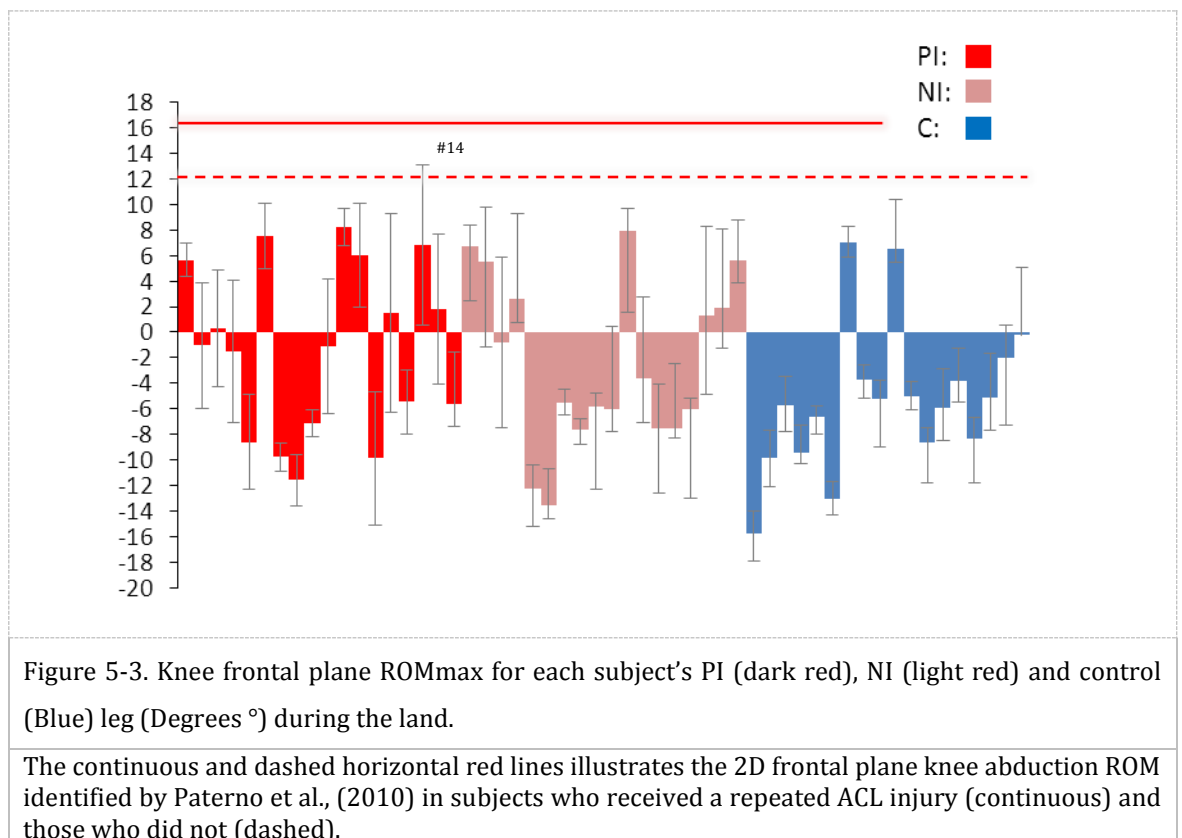 PI:
NI:
C:
18
16
14
#14
12
10
8
6
4
2
0
-2
-4
-6
-8
-10
-12
-14
-16
-18
-20
Figure 5-3. Knee frontal plane ROMmax for each subject's PI (dark red), NI (light red) and control
(Blue) leg (Degrees °) during the land.
The continuous and dashed horizontal red lines illustrates the 2D frontal plane knee abduction ROM
identified by Paterno et al., (2010) in subjects who received a repeated ACL injury (continuous) and
those who did not (dashed).